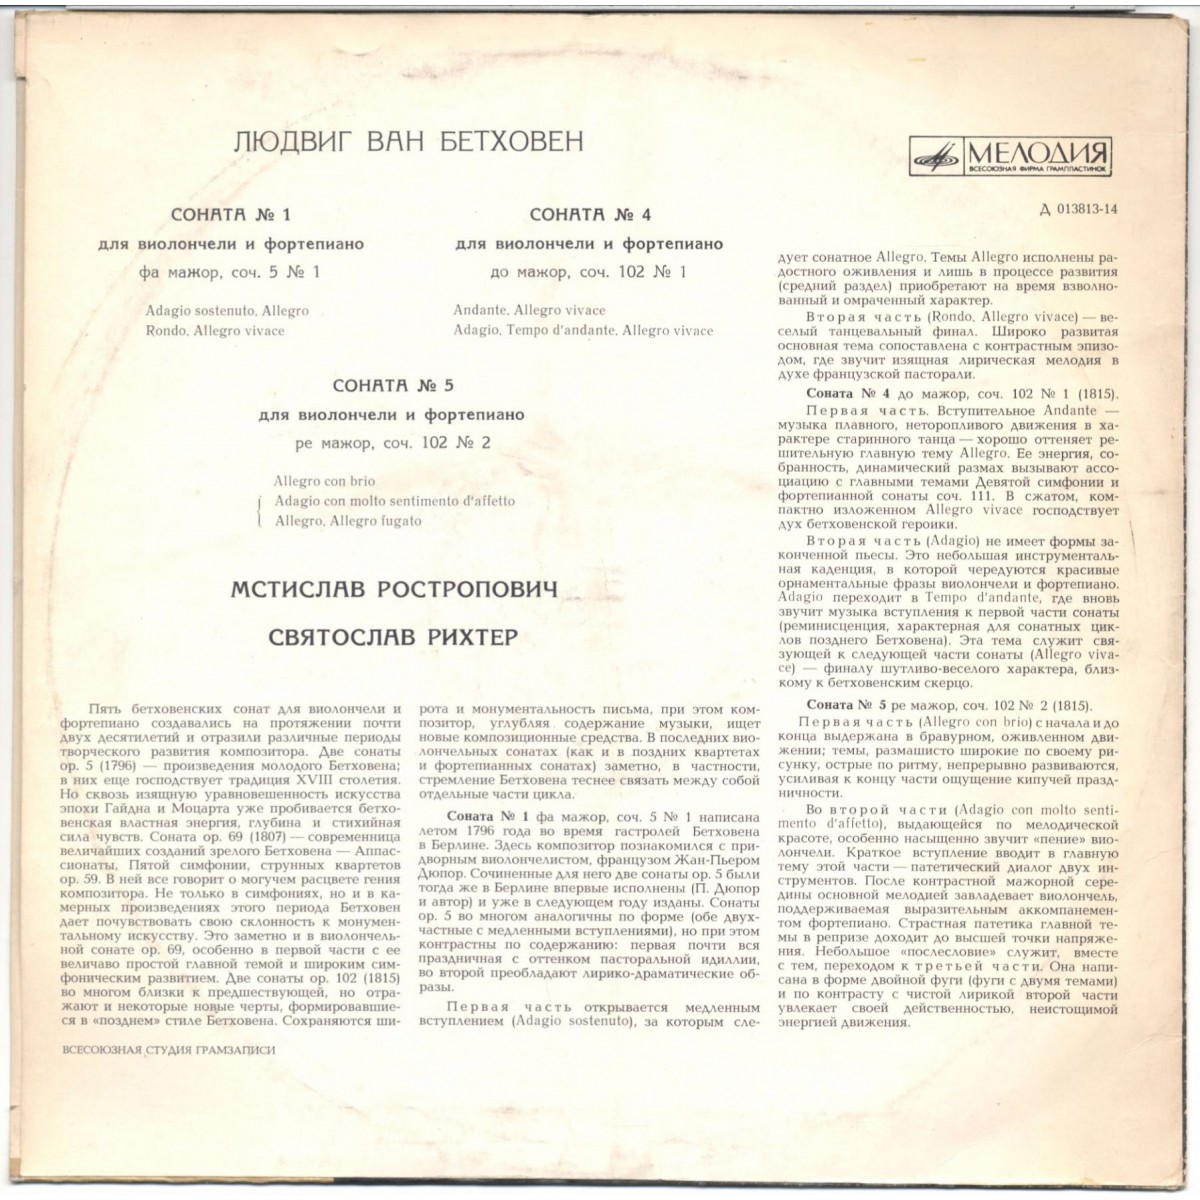 ЛЮДВИГ ВАН БЕТХОВЕН
МЕЛОДИЯ
ВСЕСОЮЗНАЯ ФИРМА ГРАМПЛАСТИНОК
Д 013813-14
СОНАТА № 1
для виолончели и фортепиано
фа мажор, соч. 5 № 1
Adagio sostenuto, Allegro
Rondo. Allegro vivace
СОНАТА № 4
для виолончели и фортепиано
до мажор, соч. 102 № 1
Andante. Allegro vivace
Adagio, Tempo d'andante, Allegro vivace
СОНАТА № 5
для виолончели и фортепиано
ре мажор, соч. 102 № 2
Allegro con brio
Adagio con molto sentimento d'affetto
Allegro. Allegro fugato
МСТИСЛАВ РОСТРОПОВИЧ
СВЯТОСЛАВ РИХТЕР
Пять бетховенских сонат для виолончели и
фортепиано создавались на протяжении почти
двух десятилетий и отразили различные периоды
творческого развития композитора. Две сонаты
ор. 5 (1796) — произведения молодого Бетховена;
в них еще господствует традиция XVIII столетия.
Но сквозь изящную уравновешенность искусства
эпохи Гайдна и Моцарта уже пробивается бетхо-
венская властная энергия, глубина и стихийная
сила чувств. Соната ор. 69 (1807) — современница
величайших созданий зрелого Бетховена — Аппас-
сионаты, Пятой симфонии, струнных квартетов
ор. 59. В ней все говорит о могучем расцвете гения
композитора. Не только в симфониях, но и в ка-
мерных произведениях этого периода Бетховен
дает почувствовать свою склонность к монумен-
тальному искусству. Это заметно и в виолончель-
ной сонате ор. 69, особенно в первой части с ее
величаво простой главной темой и широким сим-
фоническим развитием. Две сонаты ор. 102 (1815)
во многом близки к предшествующей, но отра-
жают и некоторые новые черты, формировавшие-
ся в «позднем» стиле Бетховена. Сохраняются ши-
рота и монументальность письма, при этом ком-
позитор, углубляя содержание музыки, ищет
новые композиционные средства. В последних вио-
лончельных сонатах (как и в поздних квартетах
и фортепианных сонатах) заметно, в частности,
стремление Бетховена теснее связать между собой
отдельные части цикла.
Соната № 1 фа мажор, соч. 5 № 1 написана
летом 1796 года во время гастролей Бетховена
в Берлине. Здесь композитор познакомился с при-
дворным виолончелистом, французом Жан-Пьером
Дюпор. Сочиненные для него две сонаты ор. 5 были
тогда же в Берлине впервые исполнены (П. Дюпор
и автор) и уже в следующем году изданы. Сонаты
ор. 5 во многом аналогичны по форме (обе двух-
частные с медленными вступлениями), но при этом
контрастны по содержанию: первая почти вся
праздничная с оттенком пасторальной идиллии,
во второй преобладают лирико-драматические об-
разы.
Первая часть открывается медленным
вступлением (Adagio sostenuto), за которым сле-
дует сонатное Allegro. Темы Allegro исполнены ра-
достного оживления и лишь в процессе развития
(средний раздел) приобретают на время взволно-
ванный и омраченный характер.
Вторая часть (Rondo. Allegro vivace) — ве-
селый танцевальный финал. Широко развитая
основная тема сопоставлена с контрастным эпизо-
дом, где звучит изящная лирическая мелодия в
духе французской пасторали.
Соната № 4 до мажор, соч. 102 № 1 (1815).
Первая часть. Вступительное Andante —
музыка плавного, неторопливого движения в ха-
рактере старинного танца — хорошо оттеняет ре-
шительную главную тему Allegro. Ее энергия, со-
бранность, динамический размах вызывают ассо-
циацию с главными темами Девятой симфонии и
фортепианной сонаты соч. 111. В сжатом, ком-
пактно изложенном Allegro vivace господствует
дух бетховенской героики.
Вторая часть (Adagio) не имеет формы за-
конченной пьесы. Это небольшая инструменталь-
ная каденция, в которой чередуются красивые
орнаментальные фразы виолончели и фортепиано.
Adagio переходит в Tempo d'andante, где вновь
звучит музыка вступления к первой части сонаты
(реминисценция, характерная для сонатных цик-
лов позднего Бетховена). Эта тема служит свя-
зующей к следующей части сонаты (Allegro viva-
ce) — финалу шутливо-веселого характера, близ-
кому к бетховенским скерцо.
Соната № 5 ре мажор, соч. 102 № 2 (1815).
Первая часть (Allegro con brio) с начала и до
конца выдержана в бравурном, оживленном дви-
жении; темы, размашисто широкие по своему ри-
сунку, острые по ритму, непрерывно развиваются,
усиливая к концу части ощущение кипучей празд-
ничности.
Во второй части (Adagio con molto senti-
mento d'affetto), выдающейся по мелодической
красоте, особенно насыщенно звучит «пение» вио-
лончели. Краткое вступление вводит в главную
тему этой части — патетический диалог двух ин-
струментов. После контрастной мажорной сере-
дины основной мелодией завладевает виолончель,
поддерживаемая выразительным аккомпанемен-
том фортепиано. Страстная патетика главной те-
мы в репризе доходит до высшей точки напряже-
ния. Небольшое «послесловие» служит, вместе
с тем, переходом к третьей части. Она напи-
сана в форме двойной фуги (фуги с двумя темами)
и по контрасту с чистой лирикой второй части
увлекает своей действенностью, неистощимой
энергией движения.
ВСЕСОЮЗНАЯ СТУДИЯ ГРАМЗАПИСИ